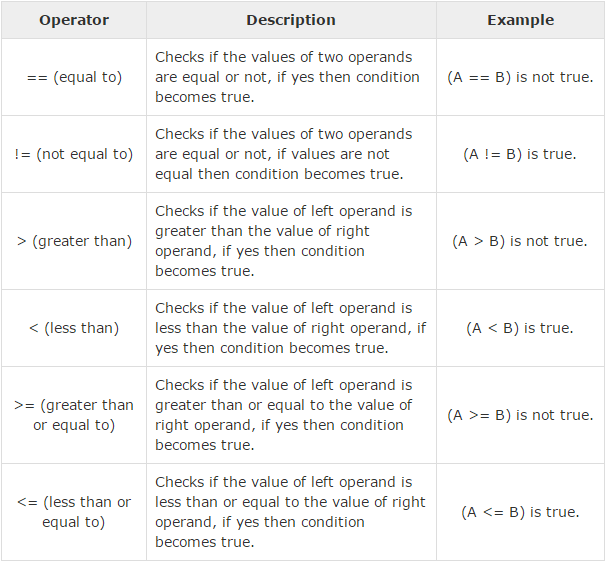 Operator Description Example
== (equal to)
Checks if the values of two operands
are equal or not, if yes then condition
becomes true.
(A == B) is not true.
!= (not equal to)
Checks if the values of two operands
are equal or not, if values are not
equal then condition becomes true.
(A != B) is true.
> (greater than)
Checks if the value of left operand is
greater than the value of right
operand, if yes then condition
becomes true.
(A > B) is not true.
< (less than)
Checks if the value of left operand is
less than the value of right operand, if
yes then condition becomes true.
(A < B) is true.
>= (greater than
or equal to)
Checks if the value of left operand is
greater than or equal to the value of
right operand, if yes then condition
becomes true.
(A >= B) is not true.
<= (less than or
equal to)
Checks if the value of left operand is
less than or equal to the value of right
operand, if yes then condition
becomes true.
(A <= B) is true.